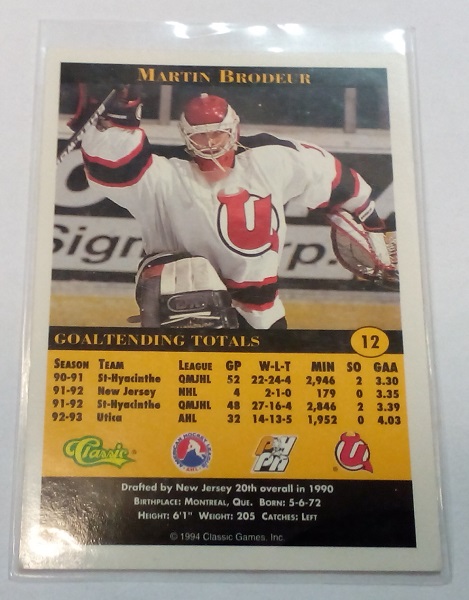 MARTIN BRODEUR
U
Sign
rp.
GOALTENDING TOTALS 12
SEASON TEAM LEAGUE GP W-L-T MIN SO GAA
90-91 St-Hyacinthe QMJHL 52 22-24-4 2,946 2 3.30
91-92 New Jersey NHL 4 2-1-0 179 0 3.35
91-92 St-Hyacinthe QMJHL 48 27-16-4 2,846 2 3.39
92-93 Utica AHL 32 14-13-5 1,952 0 4.03
Classic
Drafted by New Jersey 20th overall in 1990
BIRTHPLACE: MONTREAL, QUE. BORN: 5-6-72
HEIGHT: 6'1" WEIGHT: 205 CATCHES: LEFT
© 1994 Classic Games, Inc.